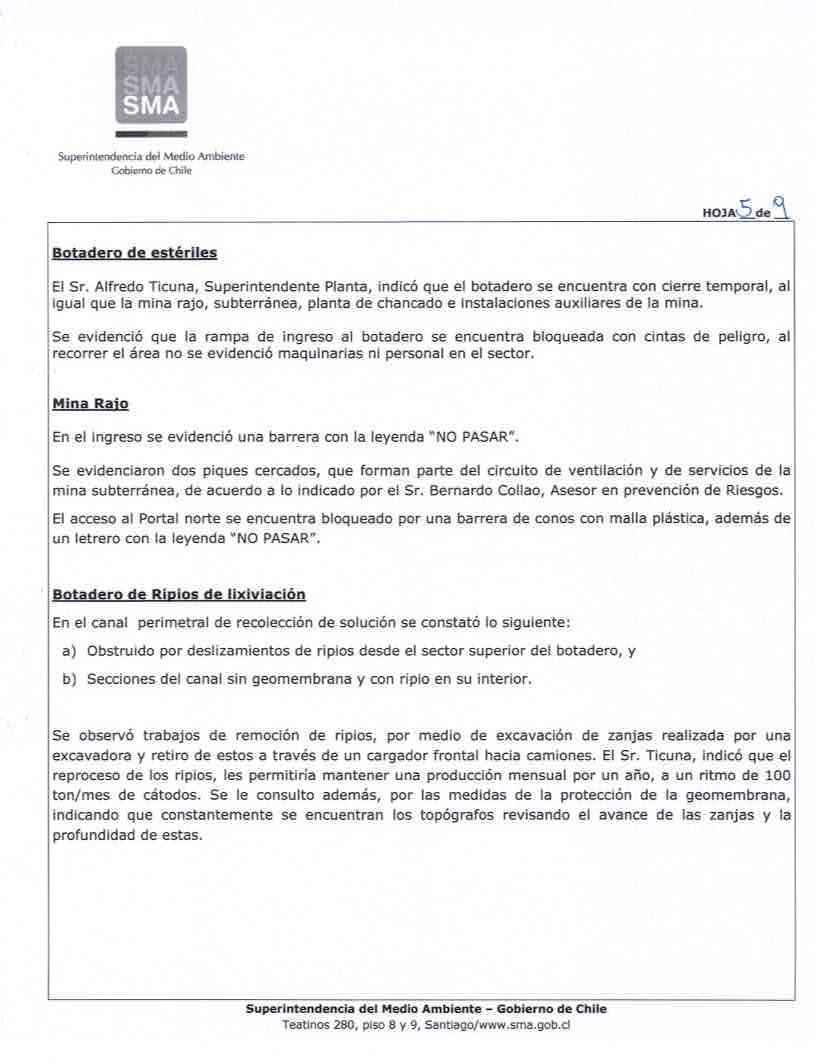 SMA
SMA
SMA
Superintendencia del Medio Ambiente
Gobierno de Chile
HOJA 5 de 9
Botadero de estériles
El Sr. Alfredo Ticuna, Superintendente Planta, indicó que el botadero se encuentra con cierre temporal, al
igual que la mina rajo, subterránea, planta de chancado e instalaciones auxiliares de la mina.
Se evidenció que la rampa de ingreso al botadero se encuentra bloqueada con cintas de peligro, al
recorrer el área no se evidenció maquinarias ni personal en el sector.
Mina Rajo
En el ingreso se evidenció una barrera con la leyenda "NO PASAR".
Se evidenciaron dos piques cercados, que forman parte del circuito de ventilación y de servicios de la
mina subterránea, de acuerdo a lo indicado por el Sr. Bernardo Collao, Asesor en prevención de Riesgos.
El acceso al Portal norte se encuentra bloqueado por una barrera de conos con malla plástica, además de
un letrero con la leyenda "NO PASAR".
Botadero de Ripios de lixiviación
En el canal perimetral de recolección de solución se constató lo siguiente:
a) Obstruido por deslizamientos de ripios desde el sector superior del botadero, y
b) Secciones del canal sin geomembrana y con ripio en su interior.
Se observó trabajos de remoción de ripios, por medio de excavación de zanjas realizada por una
excavadora y retiro de estos a través de un cargador frontal hacia camiones. El Sr. Ticuna, indicó que el
reproceso de los ripios, les permitiría mantener una producción mensual por un año, a un ritmo de 100
ton/mes de cátodos. Se le consulto además, por las medidas de la protección de la geomembrana,
indicando que constantemente se encuentran los topógrafos revisando el avance de las zanjas y la
profundidad de estas.
Superintendencia del Medio Ambiente – Gobierno de Chile
Teatinos 280, piso 8 y 9, Santiago/www.sma.gob.cl